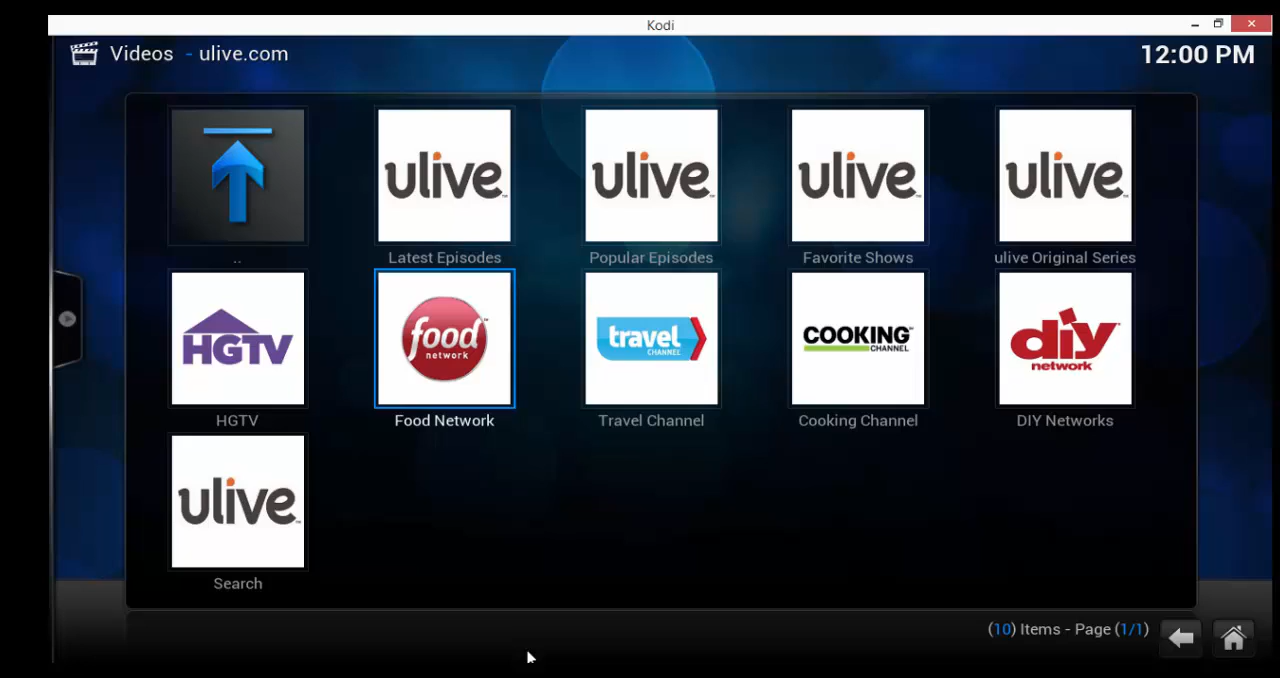 Kodi
Videos - ulive.com
12:00 PM
ulive
ulive
ulive
ulive
..
Latest Episodes
Popular Episodes
Favorite Shows
ulive Original Series
HGTV
food
network
travel
CHANNEL
COOKING
CHANNEL
diy
network
HGTV
Food Network
Travel Channel
Cooking Channel
DIY Networks
ulive
Search
(10) Items - Page (1/1)